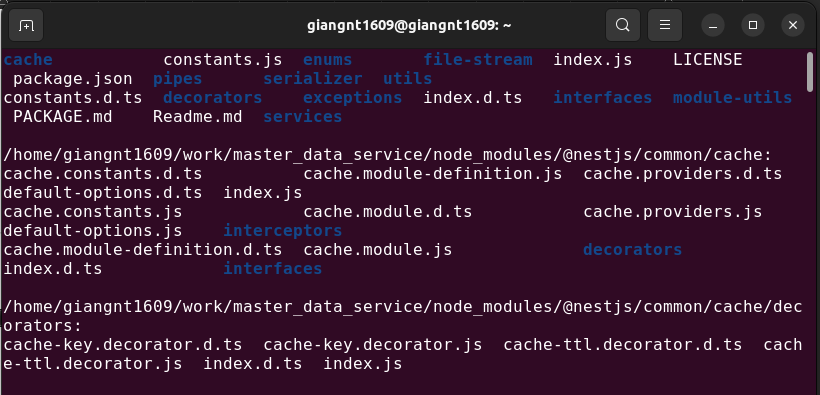 giangnt1609@giangnt1609: ~
cache           constants.js  enums       file-stream  index.js    LICENSE
 package.json  pipes      serializer  utils
constants.d.ts  decorators    exceptions  index.d.ts   interfaces  module-utils
 PACKAGE.md    Readme.md  services

/home/giangnt1609/work/master_data_service/node_modules/@nestjs/common/cache:
cache.constants.d.ts          cache.module-definition.js  cache.providers.d.ts
default-options.d.ts  index.js
cache.constants.js            cache.module.d.ts           cache.providers.js
default-options.js    interceptors
cache.module-definition.d.ts  cache.module.js             decorators
index.d.ts            interfaces

/home/giangnt1609/work/master_data_service/node_modules/@nestjs/common/cache/dec
orators:
cache-key.decorator.d.ts  cache-key.decorator.js  cache-ttl.decorator.d.ts  cach
e-ttl.decorator.js  index.d.ts  index.js